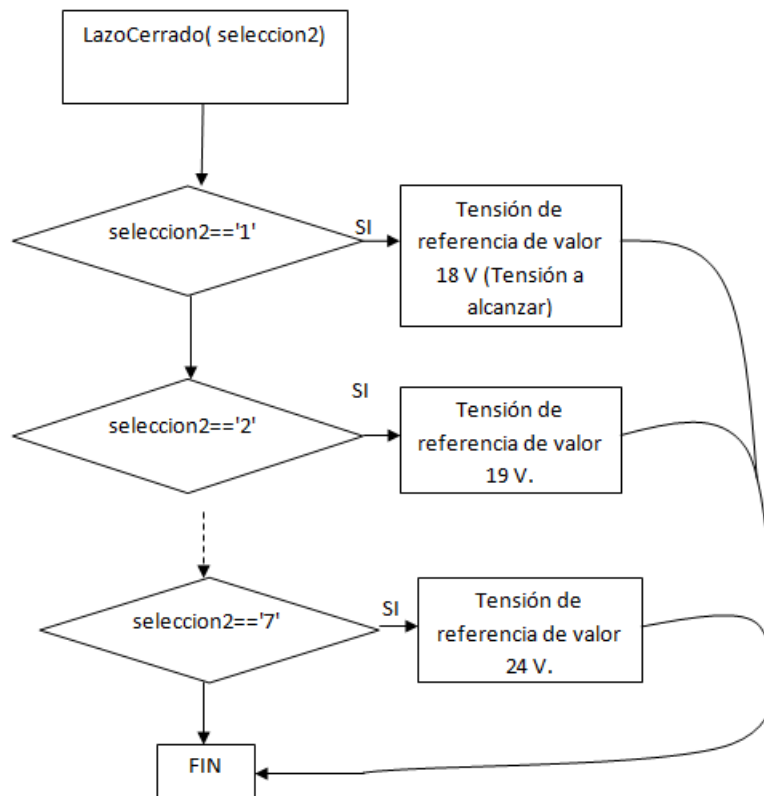 LazoCerrado( seleccion2)
seleccion2=='1'
SI
Tensión de
referencia de valor
18 V (Tensión a
alcanzar)
seleccion2=='2'
SI
Tensión de
referencia de valor
19 V.
seleccion2=='7'
SI
Tensión de
referencia de valor
24 V.
FIN